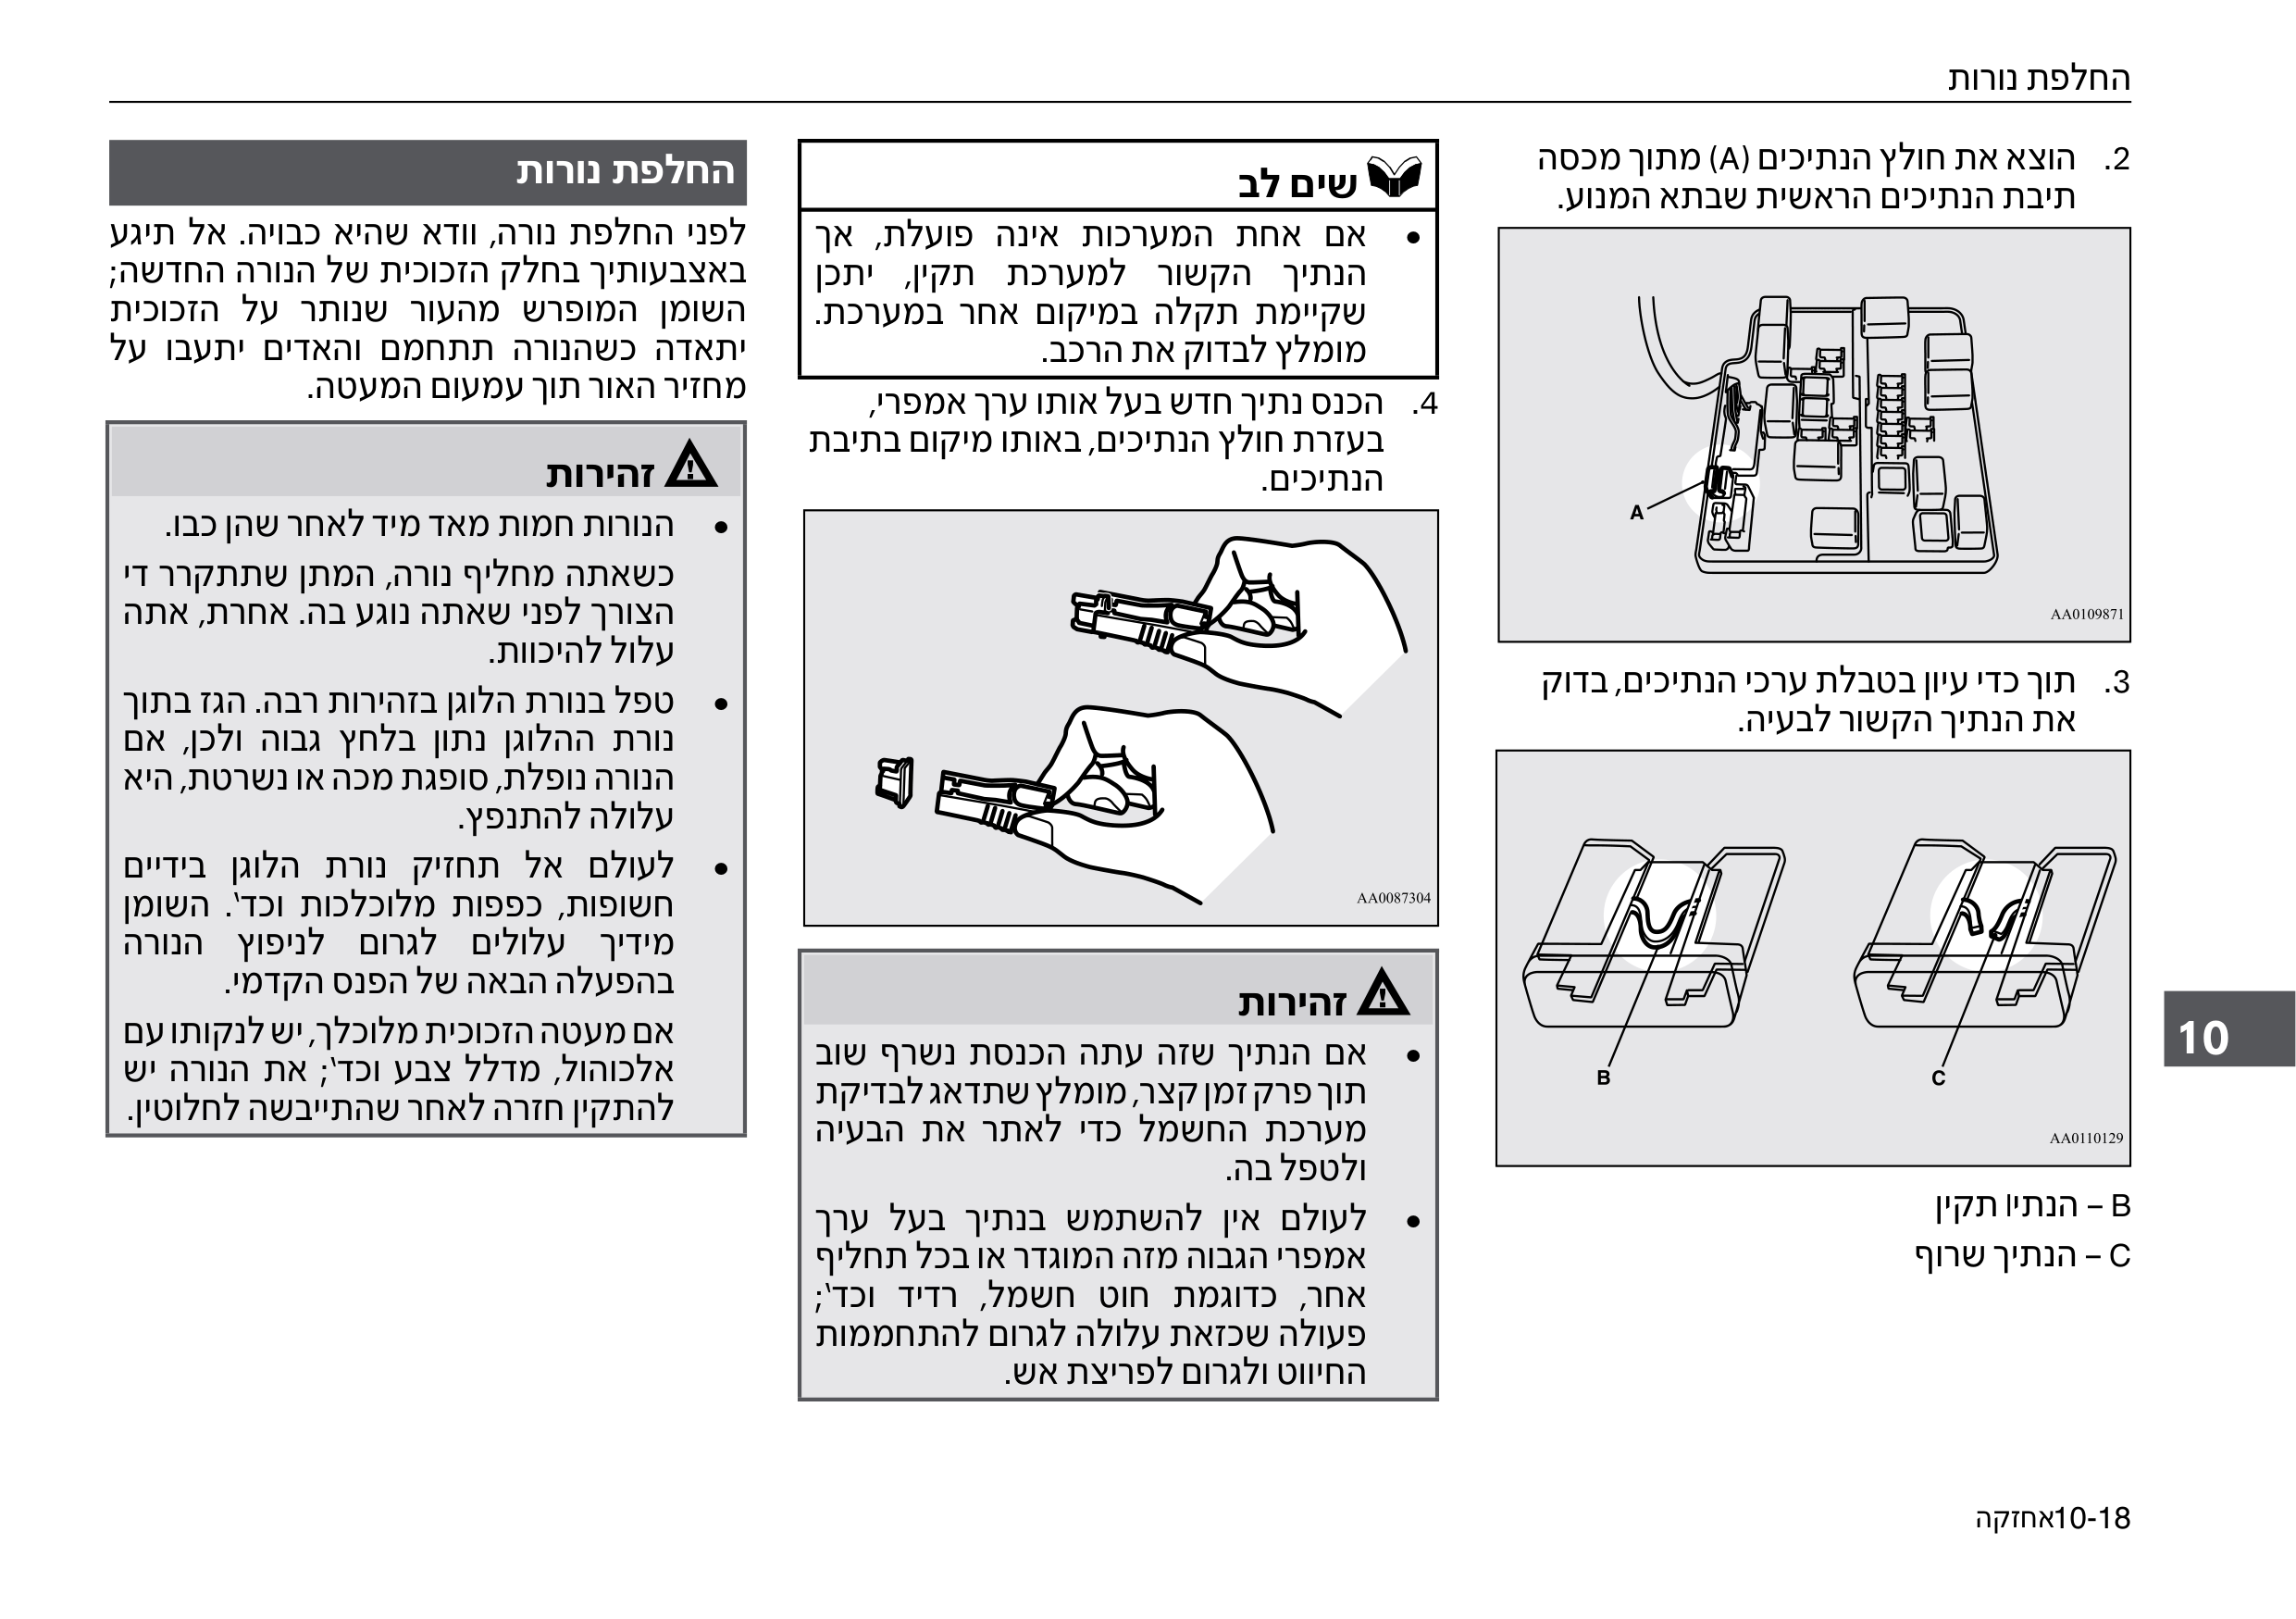 החלפת נורות
2. הוצא את חולץ הנתיכים (A) מתוך מכסה
תיבת הנתיכים הראשית שבתא המנוע.
A
AA0109871
3. תוך כדי עיון בטבלת ערכי הנתיכים, בדוק
את הנתיך הקשור לבעיה.
B
C
AA0110129
B – הנתיו תקין
C – הנתיך שרוף
שים לב
• אם אחת המערכות אינה פועלת, אך
הנתיך הקשור למערכת תקין, יתכן
שקיימת תקלה במיקום אחר במערכת.
מומלץ לבדוק את הרכב.
4. הכנס נתיך חדש בעל אותו ערך אמפרי,
בעזרת חולץ הנתיכים, באותו מיקום בתיבת
הנתיכים.
AA0087304
זהירות
• אם הנתיך שזה עתה הכנסת נשרף שוב
תוך פרק זמן קצר, מומלץ שתדאג לבדיקת
מערכת החשמל כדי לאתר את הבעיה
ולטפל בה.
• לעולם אין להשתמש בנתיך בעל ערך
אמפרי הגבוה מזה המוגדר או בכל תחליף
אחר, כדוגמת חוט חשמל, רדיד וכד‘;
פעולה שכזאת עלולה לגרום להתחממות
החיווט ולגרום לפריצת אש.
החלפת נורות
לפני החלפת נורה, וודא שהיא כבויה. אל תיגע
באצבעותיך בחלק הזכוכית של הנורה החדשה;
השומן המופרש מהעור שנותר על הזכוכית
יתאדה כשהנורה תתחמם והאדים יתעבו על
מחזיר האור תוך עמעום המעטה.
זהירות
• הנורות חמות מאד מיד לאחר שהן כבו.
כשאתה מחליף נורה, המתן שתתקרר די
הצורך לפני שאתה נוגע בה. אחרת, אתה
עלול להיכוות.
• טפל בנורת הלוגן בזהירות רבה. הגז בתוך
נורת ההלוגן נתון בלחץ גבוה ולכן, אם
הנורה נופלת, סופגת מכה או נשרטת, היא
עלולה להתנפץ.
• לעולם אל תחזיק נורת הלוגן בידיים
חשופות, כפפות מלוכלכות וכד‘. השומן
מידיך עלולים לגרום לניפוץ הנורה
בהפעלה הבאה של הפנס הקדמי.
אם מעטה הזכוכית מלוכלך, יש לנקותו עם
אלכוהול, מדלל צבע וכד‘; את הנורה יש
להתקין חזרה לאחר שהתייבשה לחלוטין.
10
10-18אחזקה